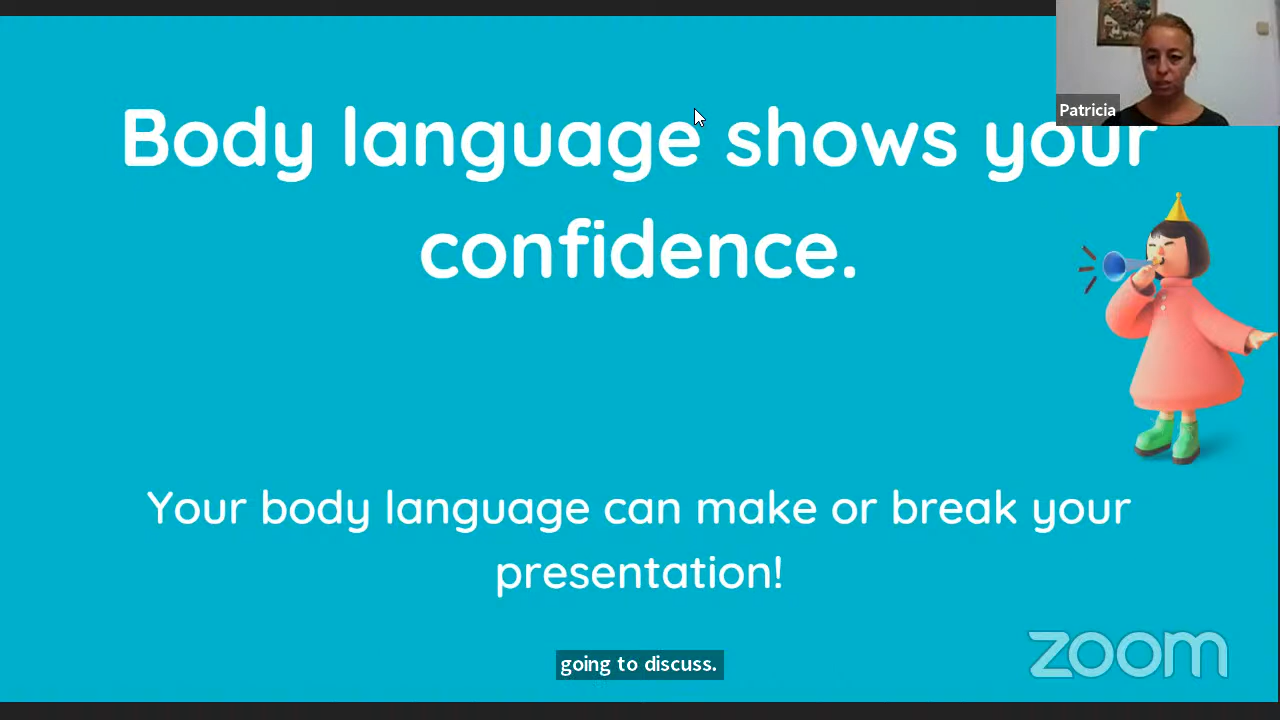 Patricia
Body language shows your
confidence.
Your body language can make or break your
presentation!
going to discuss.
zoom